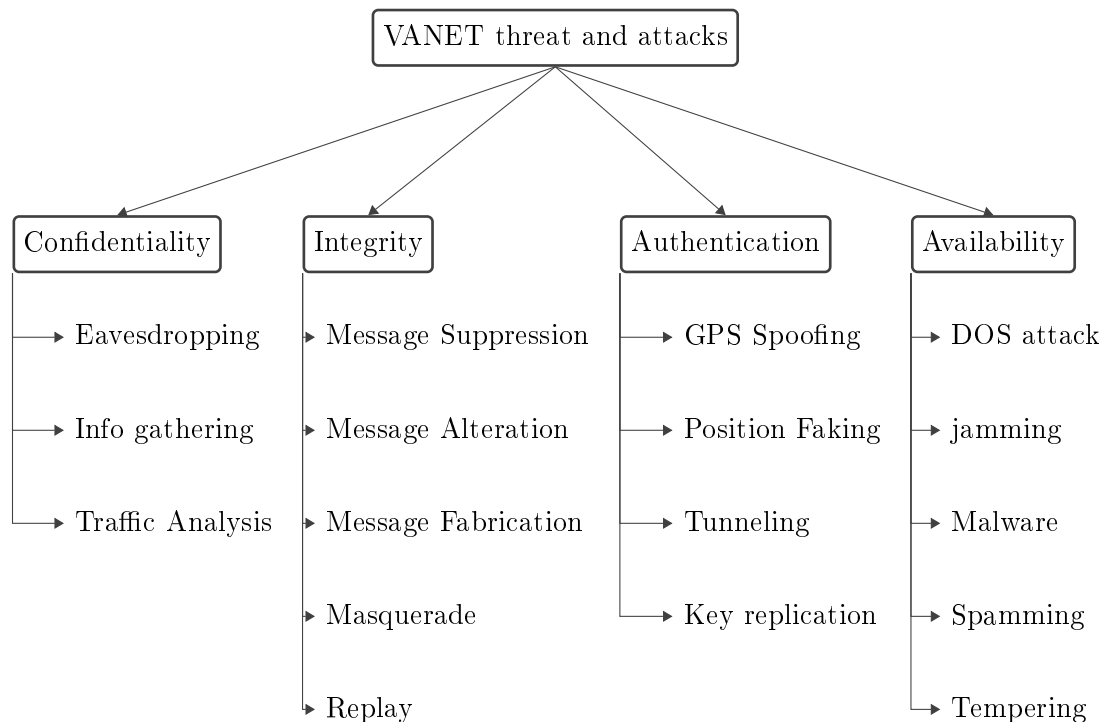 VANET threat and attacks
Confidentiality
Eavesdropping
Info gathering
Traffic Analysis
Integrity
Message Suppression
Message Alteration
Message Fabrication
Masquerade
Replay
Authentication
GPS Spoofing
Position Faking
Tunneling
Key replication
Availability
DOS attack
jamming
Malware
Spamming
Tempering